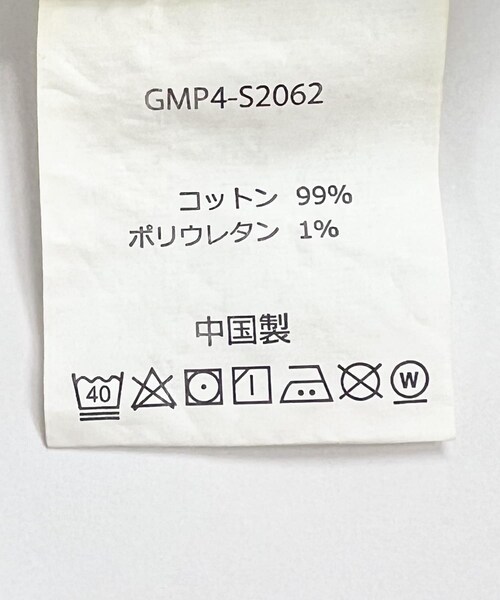 GMP4-S2062
コットン 99%
ポリウレタン 1%
中国製
40 W